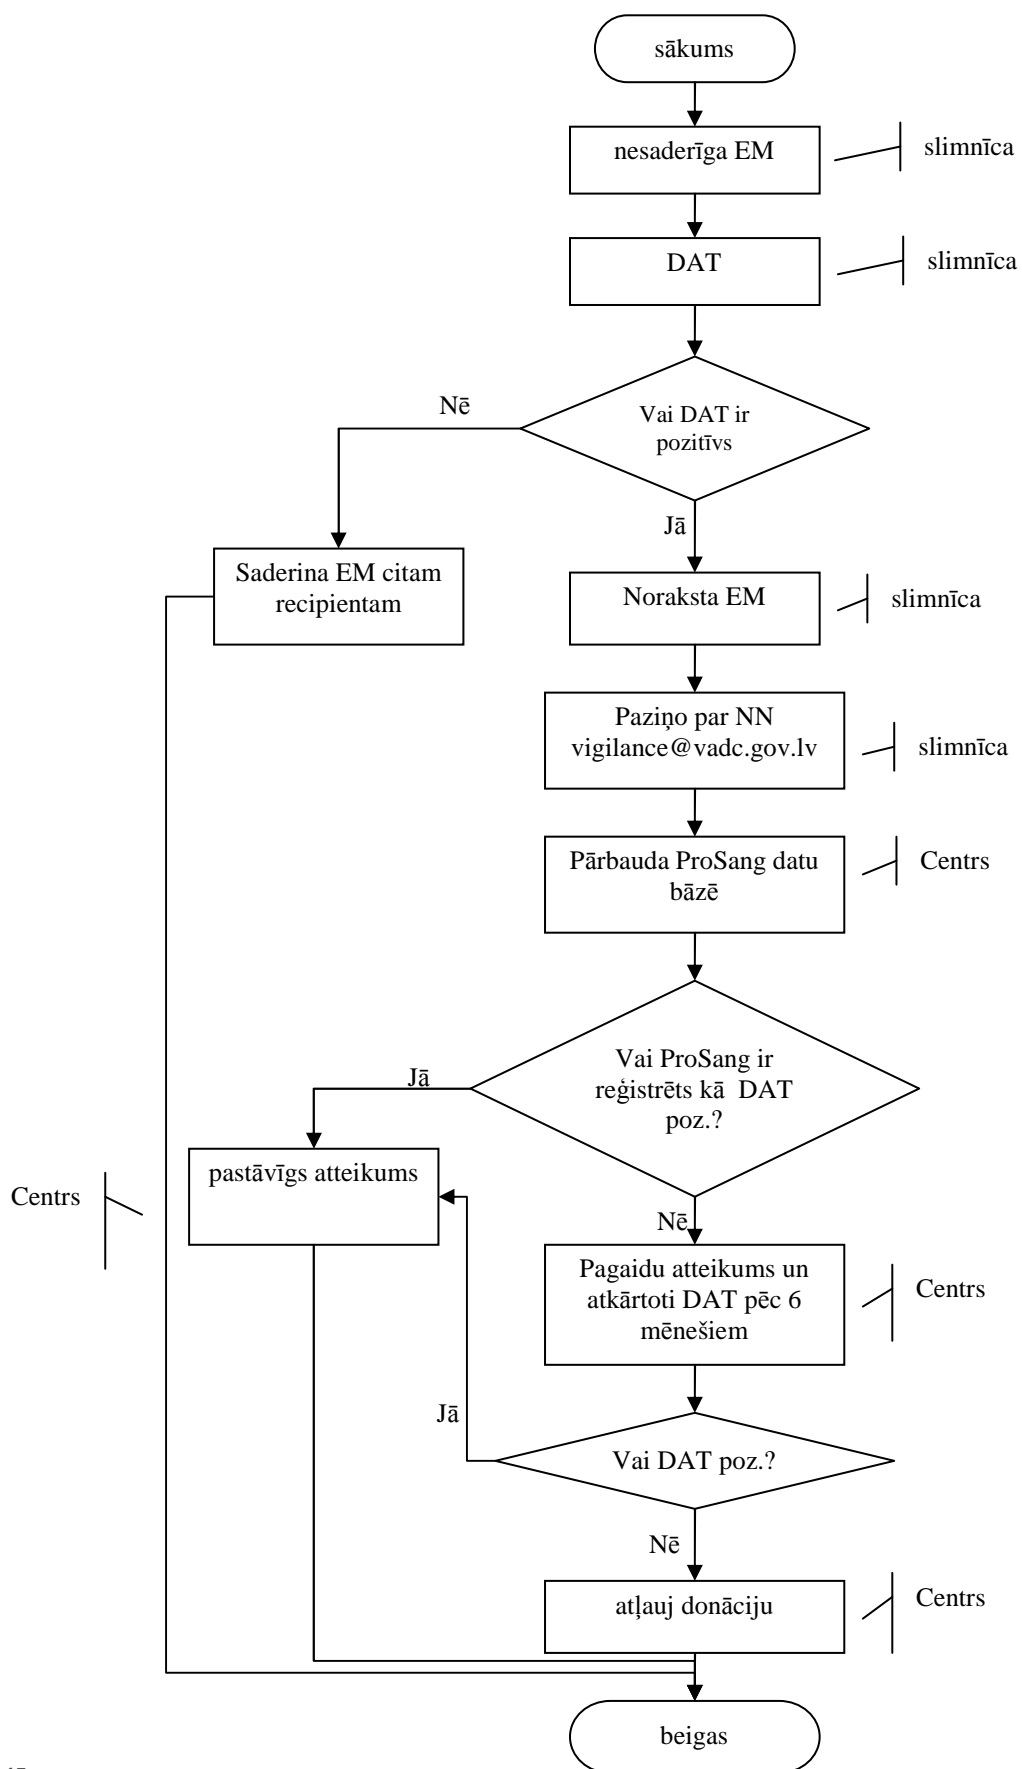 sākums
nesaderīga EM
slimnīca
DAT
slimnīca
Vai DAT ir
pozitīvs
Nē
Jā
Saderina EM citam
recipientam
Noraksta EM
slimnīca
Paziņo par NN
vigilance@vadc.gov.lv
slimnīca
Pārbauda ProSang datu
bāzē
Centrs
Vai ProSang ir
reģistrēts kā DAT
poz.?
Jā
pastāvīgs atteikums
Centrs
Nē
Pagaidu atteikums un
atkārtoti DAT pēc 6
mēnešiem
Centrs
Jā
Vai DAT poz.?
Nē
atļauj donāciju
Centrs
beigas